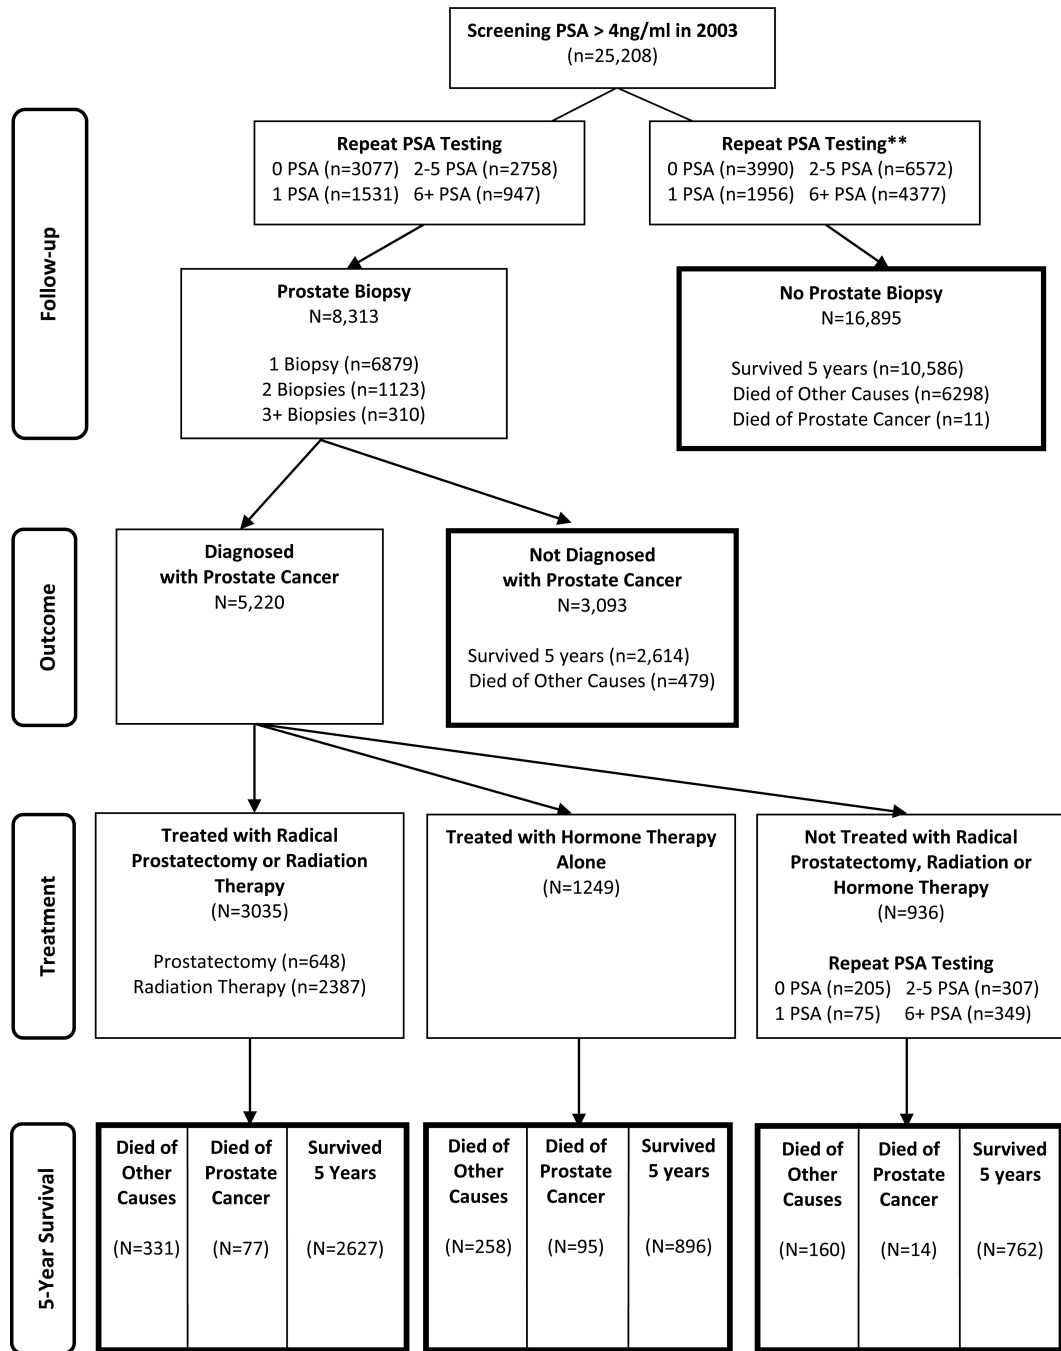 Screening PSA > 4ng/ml in 2003
(n=25,208)
Follow-up
Repeat PSA Testing
0 PSA (n=3077) 2-5 PSA (n=2758)
1 PSA (n=1531) 6+ PSA (n=947)
Repeat PSA Testing**
0 PSA (n=3990) 2-5 PSA (n=6572)
1 PSA (n=1956) 6+ PSA (n=4377)
Prostate Biopsy
N=8,313
1 Biopsy (n=6879)
2 Biopsies (n=1123)
3+ Biopsies (n=310)
No Prostate Biopsy
N=16,895
Survived 5 years (n=10,586)
Died of Other Causes (n=6298)
Died of Prostate Cancer (n=11)
Outcome
Diagnosed
with Prostate Cancer
N=5,220
Not Diagnosed
with Prostate Cancer
N=3,093
Survived 5 years (n=2,614)
Died of Other Causes (n=479)
Treatment
Treated with Radical
Prostatectomy or Radiation
Therapy
(N=3035)
Prostatectomy (n=648)
Radiation Therapy (n=2387)
Treated with Hormone Therapy
Alone
(N=1249)
Not Treated with Radical
Prostatectomy, Radiation or
Hormone Therapy
(N=936)
Repeat PSA Testing
0 PSA (n=205) 2-5 PSA (n=307)
1 PSA (n=75) 6+ PSA (n=349)
5-Year Survival
Died of
Other
Causes
(N=331)
Died of
Prostate
Cancer
(N=77)
Survived
5 Years
(N=2627)
Died of
Other
Causes
(N=258)
Died of
Prostate
Cancer
(N=95)
Survived
5 years
(N=896)
Died of
Other
Causes
(N=160)
Died of
Prostate
Cancer
(N=14)
Survived
5 years
(N=762)